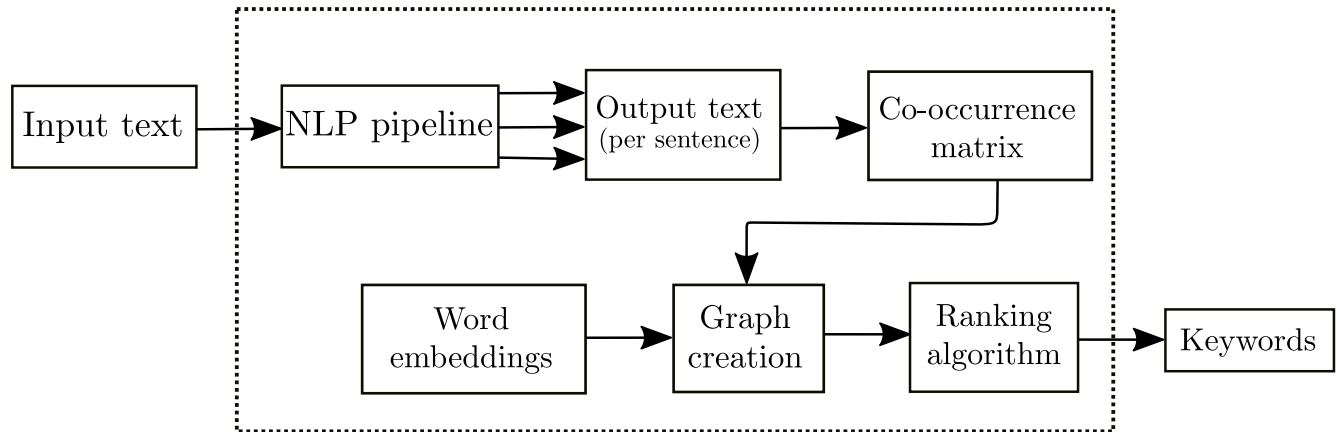 Input text
NLP pipeline
Output text
(per sentence)
Co-occurrence
matrix
Word
embeddings
Graph
creation
Ranking
algorithm
Keywords